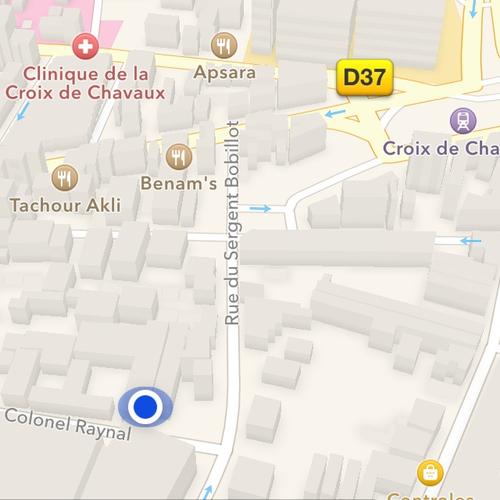 Clinique de la
Croix de Chavaux
Apsara
D37
Croix de Cha
Benam's
Tachour Akli
Rue du Sergent Bobillot
Colonel Raynal